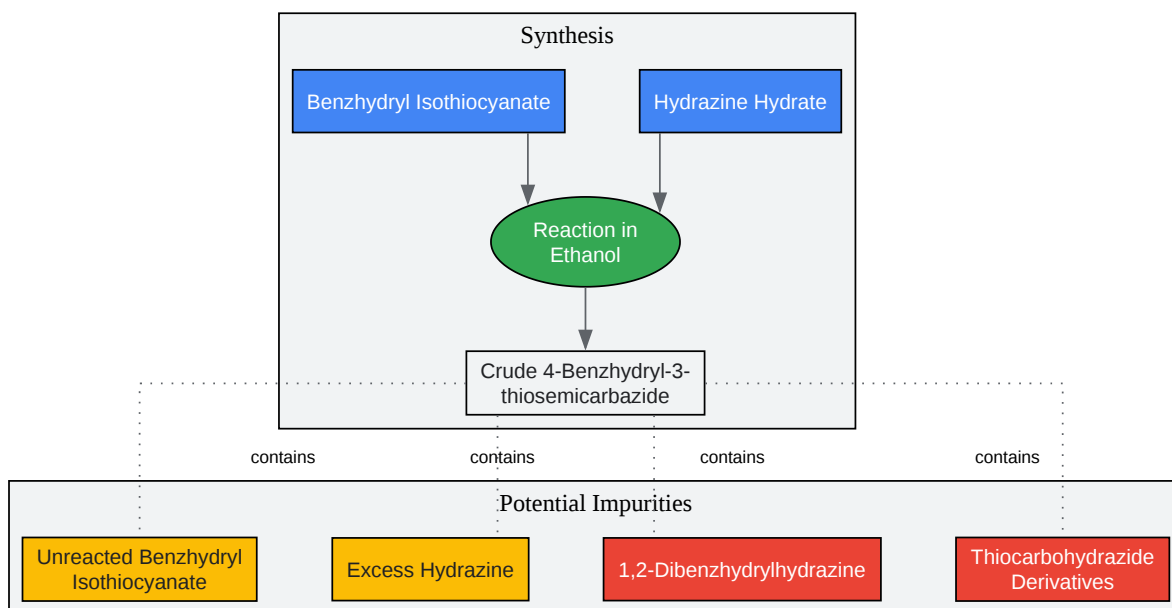 Synthesis
Benzhydryl Isothiocyanate
Hydrazine Hydrate
Reaction in
Ethanol
Crude 4-Benzhydryl-3-
thiosemicarbazide
contains
contains
contains
contains
Potential Impurities
Unreacted Benzhydryl
Isothiocyanate
Excess Hydrazine
1,2-Dibenzhydrylhydrazine
Thiocarbohydrazide
Derivatives